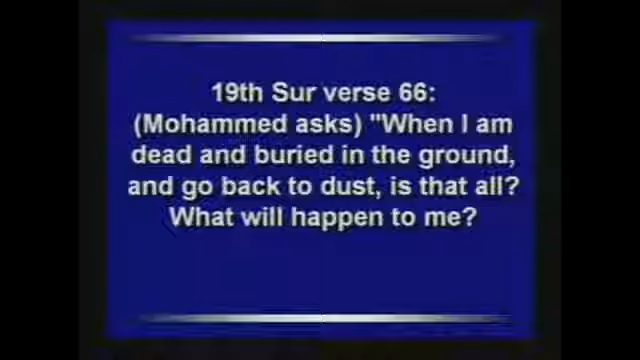 19th Sur verse 66:
(Mohammed asks) "When I am
dead and buried in the ground,
and go back to dust, is that all?
What will happen to me?